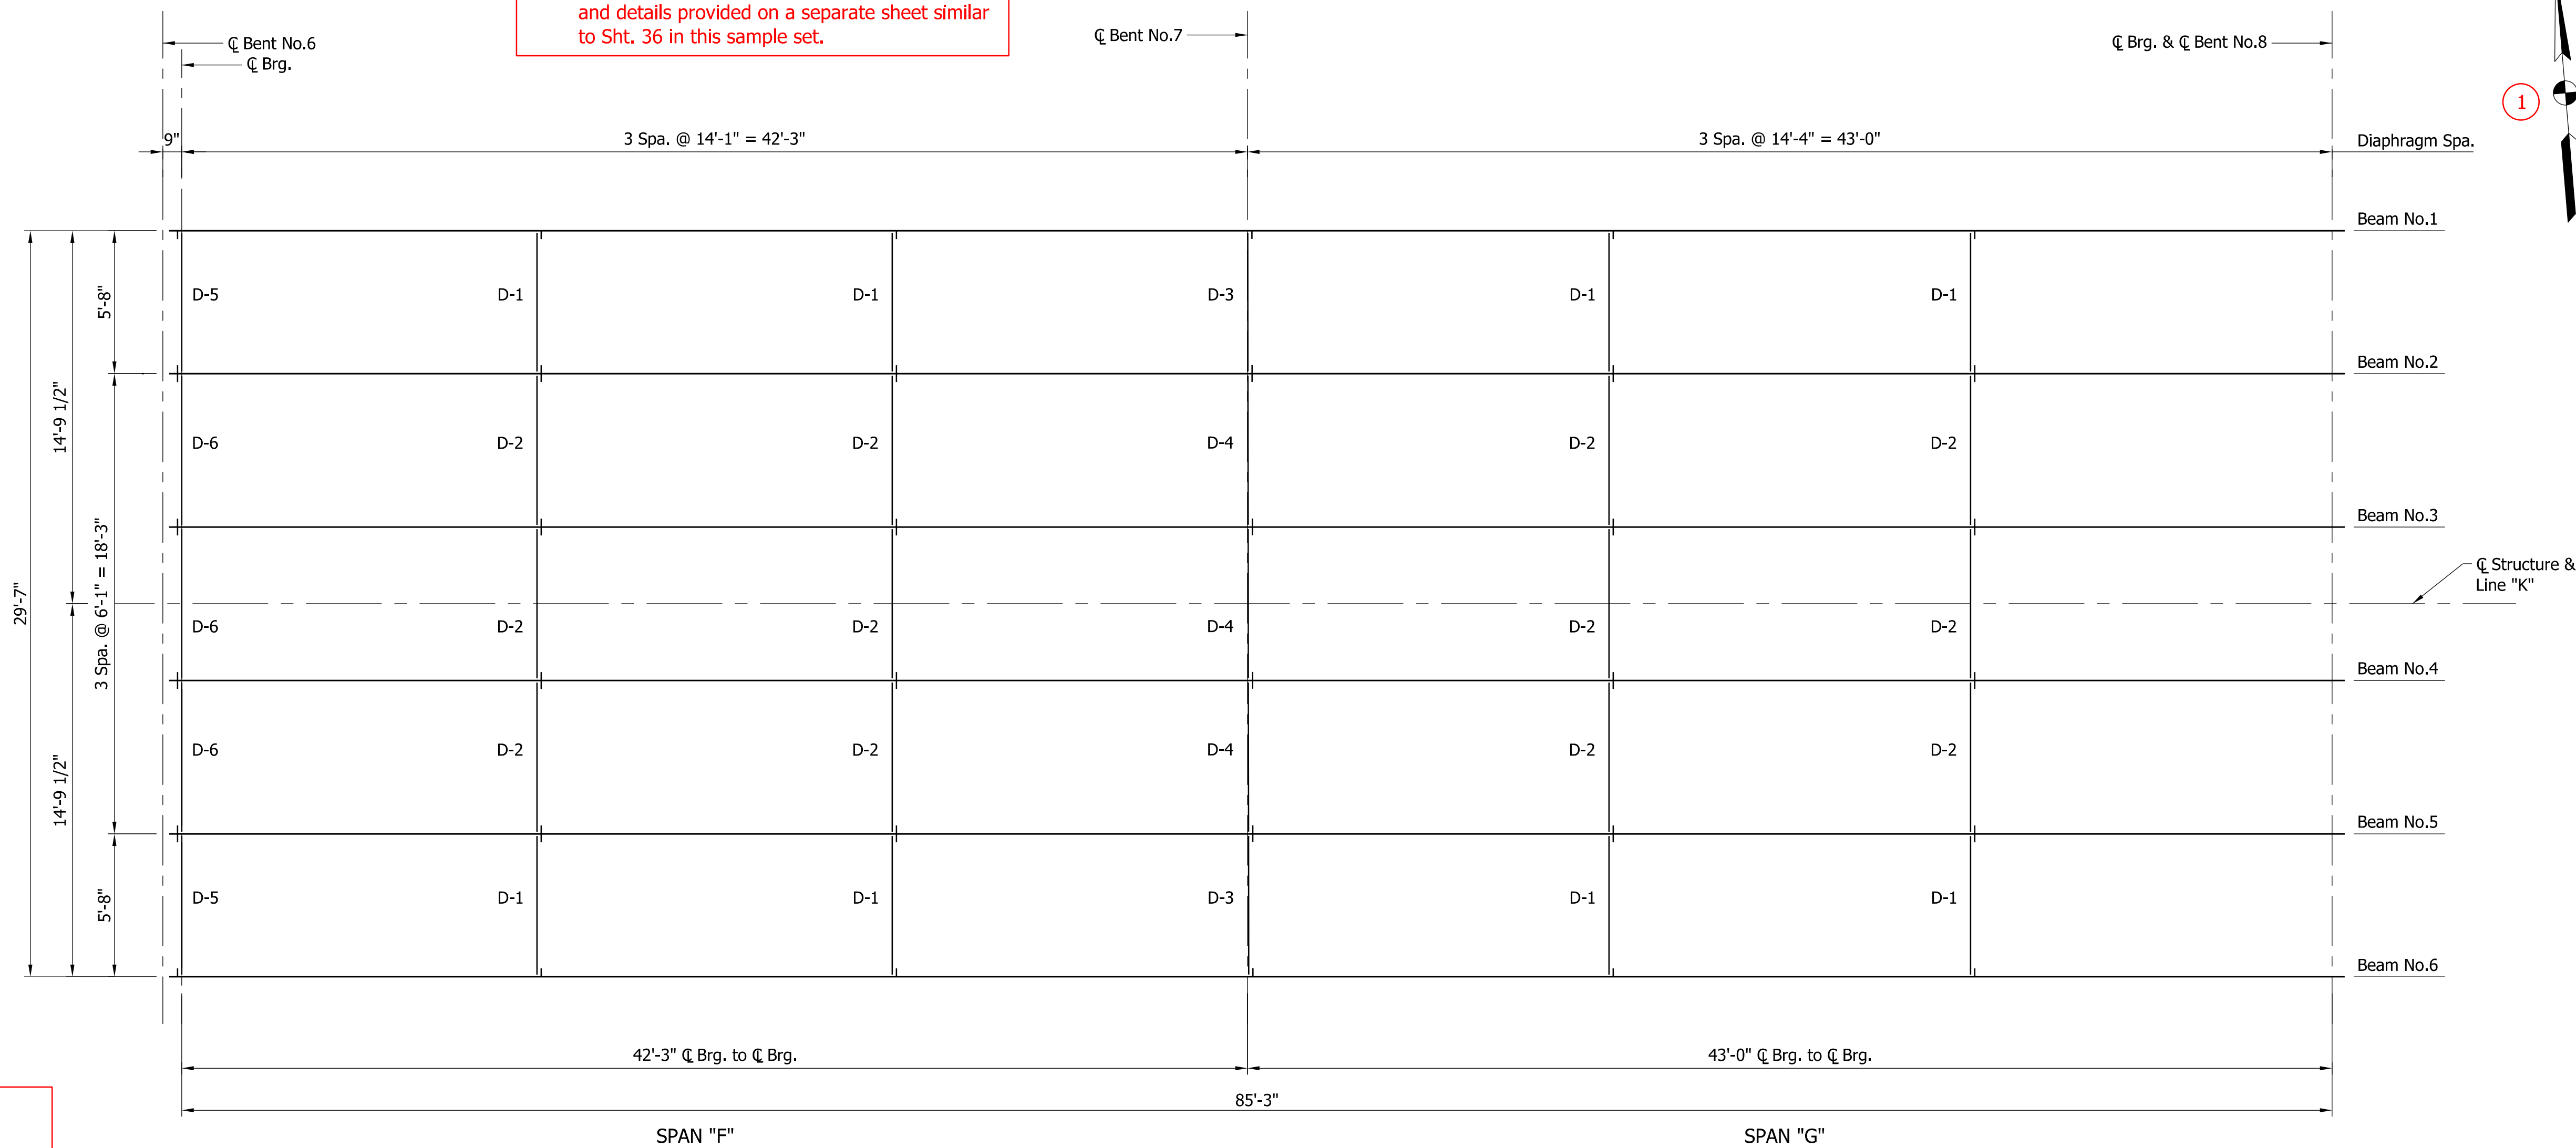 and details provided on a separate sheet similar
to Sht. 36 in this sample set.
℄ Bent No.6
℄ Brg.
℄ Bent No.7
℄ Brg. & ℄ Bent No.8
1
9"
3 Spa. @ 14'-1" = 42'-3"
3 Spa. @ 14'-4" = 43'-0"
Diaphragm Spa.
Beam No.1
5'-8"
D-5
D-1
D-1
D-3
D-1
D-1
Beam No.2
14'-9 1/2"
D-6
D-2
D-2
D-4
D-2
D-2
Beam No.3
29'-7"
3 Spa. @ 6'-1" = 18'-3"
℄ Structure &
Line "K"
D-6
D-2
D-2
D-4
D-2
D-2
Beam No.4
14'-9 1/2"
D-6
D-2
D-2
D-4
D-2
D-2
Beam No.5
5'-8"
D-5
D-1
D-1
D-3
D-1
D-1
Beam No.6
42'-3" ℄ Brg. to ℄ Brg.
43'-0" ℄ Brg. to ℄ Brg.
85'-3"
SPAN "F"
SPAN "G"